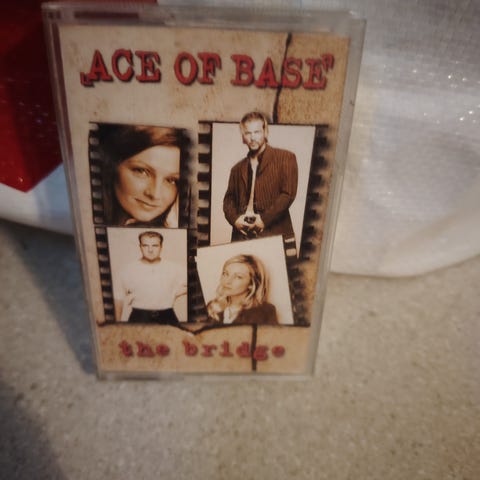 ACE OF BASE
the bridge